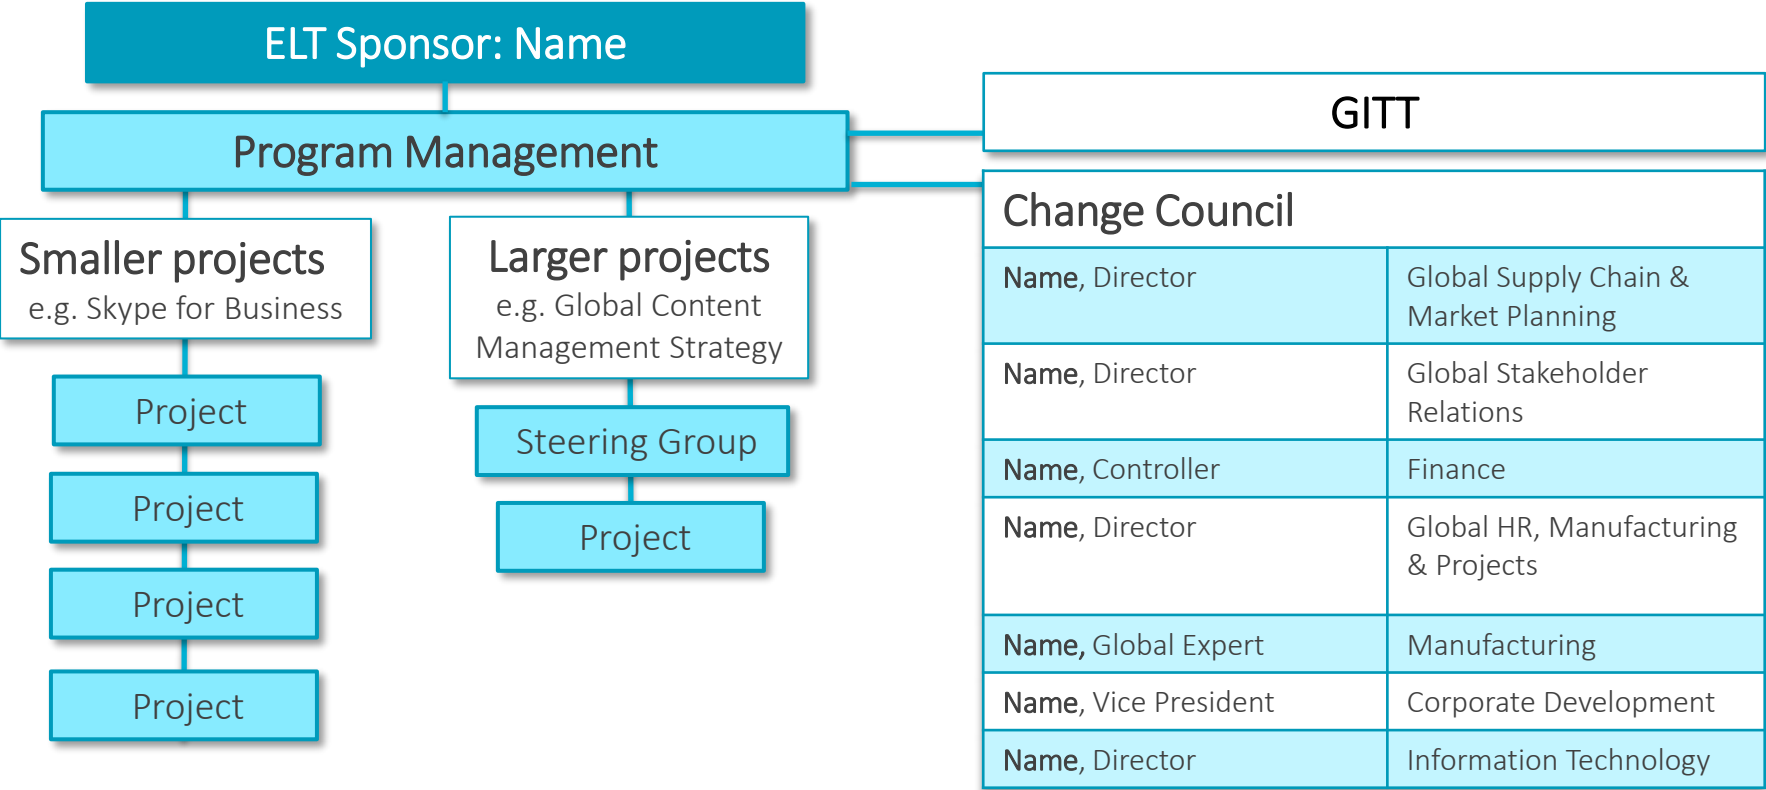 ELT Sponsor: Name
Program Management
GITT
Smaller projects
e.g. Skype for Business
Project
Project
Project
Project
Larger projects
e.g. Global Content
Management Strategy
Steering Group
Project
Change Council
Name, Director
Global Supply Chain &
Market Planning
Name, Director
Global Stakeholder
Relations
Name, Controller
Finance
Name, Director
Global HR, Manufacturing
& Projects
Name, Global Expert
Manufacturing
Name, Vice President
Corporate Development
Name, Director
Information Technology